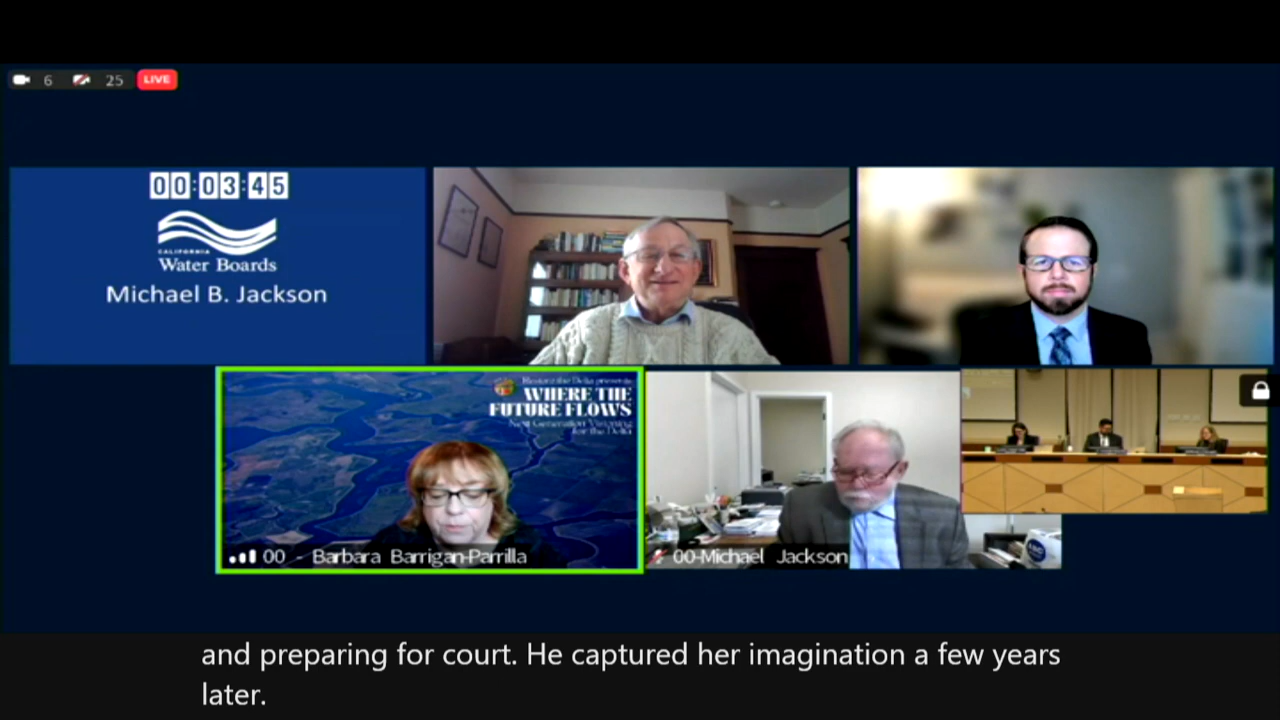 6 25 LIVE
00:03:45
CALIFORNIA
Water Boards
Michael B. Jackson
Restore the Delta presents
WHERE THE
FUTURE FLOWS
Next Generation Visioning
for the Delta
00 - Barbara Barrigan-Parrilla
00-Michael Jackson
and preparing for court. He captured her imagination a few years
later.